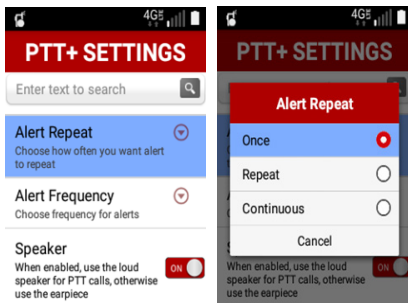 4G
PTT+ SETTINGS
Enter text to search
Alert Repeat
Choose how often you want alert
to repeat
Alert Frequency
Choose frequency for alerts
Speaker
When enabled, use the loud
speaker for PTT calls, otherwise
use the earpiece
ON
4G
PTT+ SETTINGS
Alert Repeat
Once
Repeat
Continuous
Cancel
When enabled, use the loud
speaker for PTT calls, otherwise
use the earpiece
ON